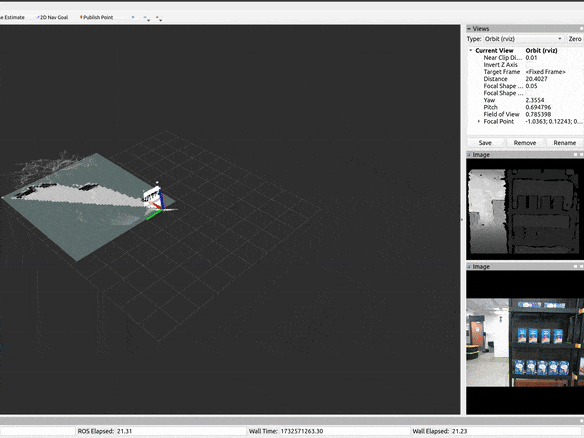 se Estimate 2D Nav Goal Publish Point
Views
Type: Orbit (rviz) Zero
Current View Orbit (rviz)
Near Clip Di... 0.01
Invert Z Axis
Target Frame <Fixed Frame>
Distance 20.4027
Focal Shape ... 0.05
Focal Shape ...
Yaw 2.3554
Pitch 0.694796
Field of View 0.785398
Focal Point -1.0363; 0.12243; 0...
Save Remove Rename
Image
Image
ROS Elapsed: 21.31 Wall Time: 1732571263.30 Wall Elapsed: 21.23